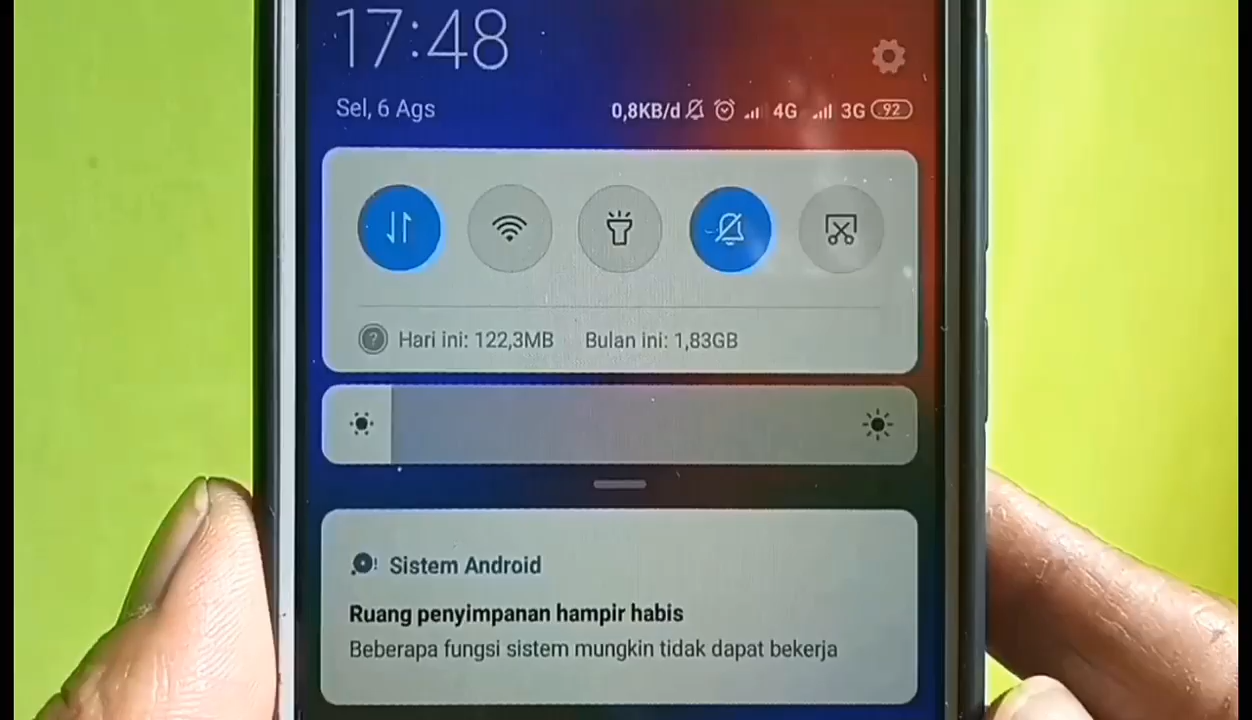 17:48
Sel, 6 Ags
0,8KB/d 4G 3G 92
Hari ini: 122,3MB Bulan ini: 1,83GB
Sistem Android
Ruang penyimpanan hampir habis
Beberapa fungsi sistem mungkin tidak dapat bekerja